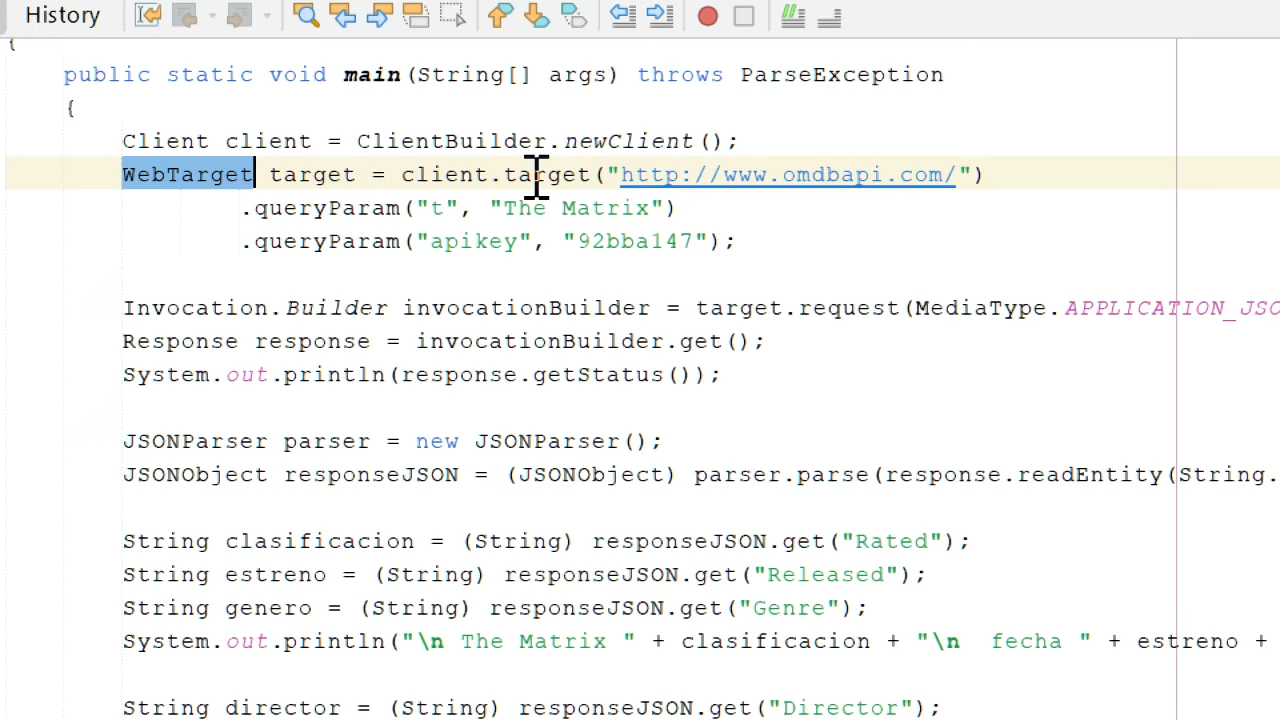 History
{
public static void main(String[] args) throws ParseException
{
Client client = ClientBuilder.newClient();
WebTarget target = client.target("http://www.omdbapi.com/")
.queryParam("t", "The Matrix")
.queryParam("apikey", "92bba147");
Invocation.Builder invocationBuilder = target.request(MediaType.APPLICATION_JSO
Response response = invocationBuilder.get();
System.out.println(response.getStatus());
JSONParser parser = new JSONParser();
JSONObject responseJSON = (JSONObject) parser.parse(response.readEntity(String.
String clasificacion = (String) responseJSON.get("Rated");
String estreno = (String) responseJSON.get("Released");
String genero = (String) responseJSON.get("Genre");
System.out.println("\n The Matrix " + clasificacion + "\n  fecha " + estreno +
String director = (String) responseJSON.get("Director");